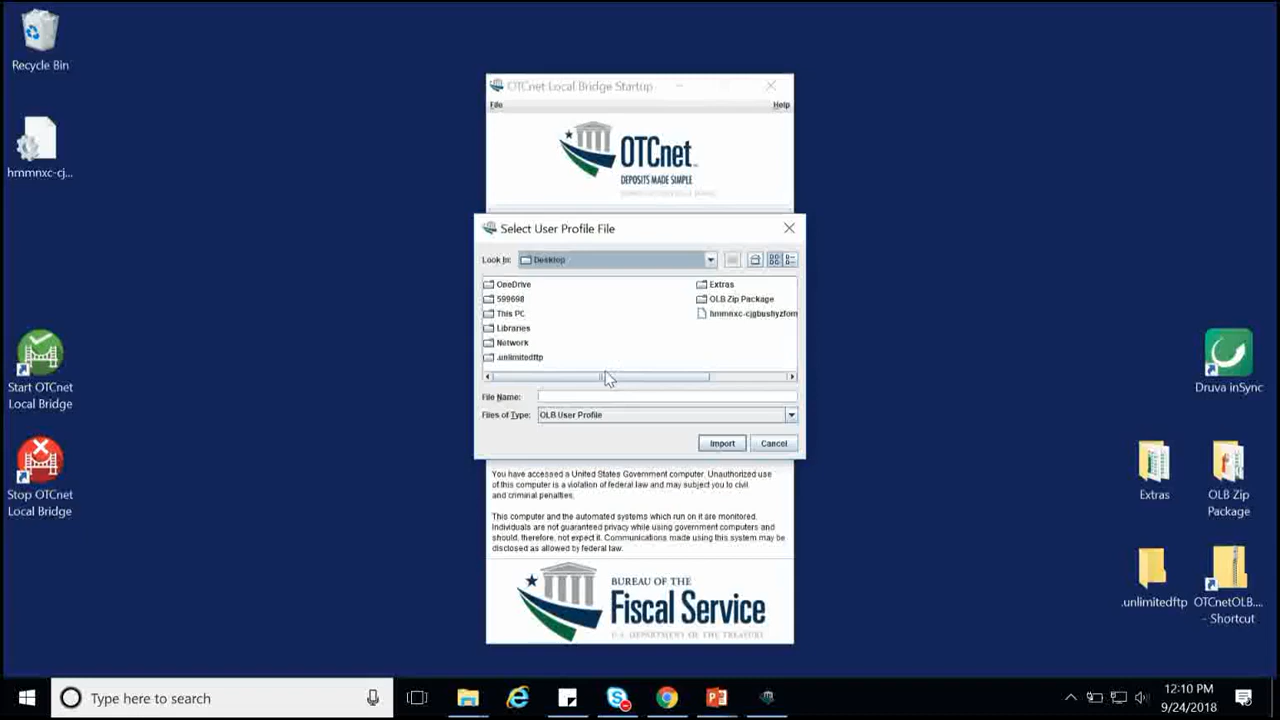 Recycle Bin
hmmnxc-cj...
Start OTCnet
Local Bridge
Stop OTCnet
Local Bridge
OTCnet Local Bridge Startup
File
Help
OTCnet
DEPOSITS MADE SIMPLE
Select User Profile File
Look In:
Desktop
OneDrive
599698
This PC
Libraries
Network
.unlimitedftp
Extras
OLB Zip Package
hmmnxc-cjgbushyzfom
File Name:
Files of Type:
OLB User Profile
Import
Cancel
You have accessed a United States Government computer. Unauthorized use
of this computer is a violation of federal law and may subject you to civil
and criminal penalties.
This computer and the automated systems which run on it are monitored.
Individuals are not guaranteed privacy while using government computers and
should, therefore, not expect it. Communications made using this system may be
disclosed as allowed by federal law.
BUREAU OF THE
Fiscal Service
U.S. DEPARTMENT OF THE TREASURY
Druva inSync
Extras
OLB Zip
Package
.unlimitedftp
OTCnetOLB....
- Shortcut
Type here to search
12:10 PM
9/24/2018